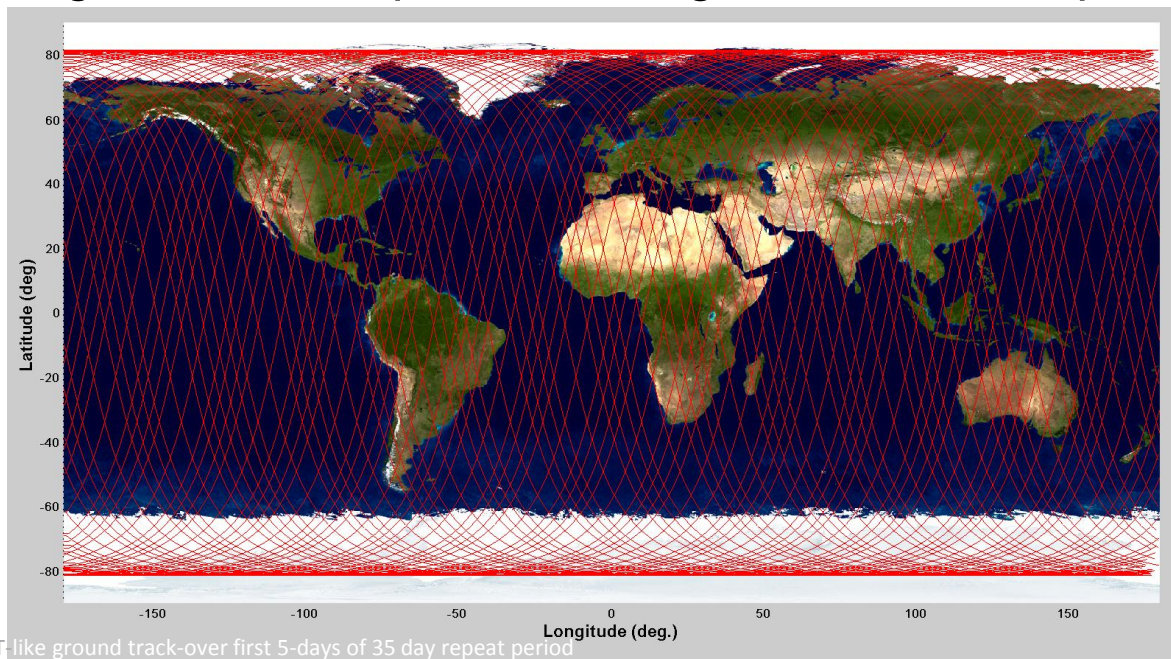 80
60
40
20
0
-20
-40
-60
-80
Latitude (deg)
-150 -100 -50 0 50 100 150
Longitude (deg.)
-like ground track-over first 5-days of 35 day repeat period